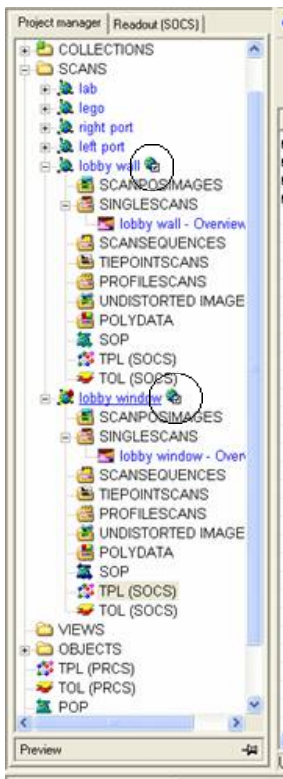 Project manager Readout (SOCS)
COLLECTIONS
SCANS
lab
lego
right port
left port
lobby wall
SCANPOSIMAGES
SINGLESCANS
lobby wall - Overview
SCANSEQUENCES
TIEPOINTSCANS
PROFILESCANS
UNDISTORTED IMAGE
POLYDATA
SOP
TPL (SOCS)
TOL (SOCS)
lobby window
SCANPOSIMAGES
SINGLESCANS
lobby window - Over
SCANSEQUENCES
TIEPOINTSCANS
PROFILESCANS
UNDISTORTED IMAGE
POLYDATA
SOP
TPL (SOCS)
TOL (SOCS)
VIEWS
OBJECTS
TPL (PRCS)
TOL (PRCS)
POP
Preview